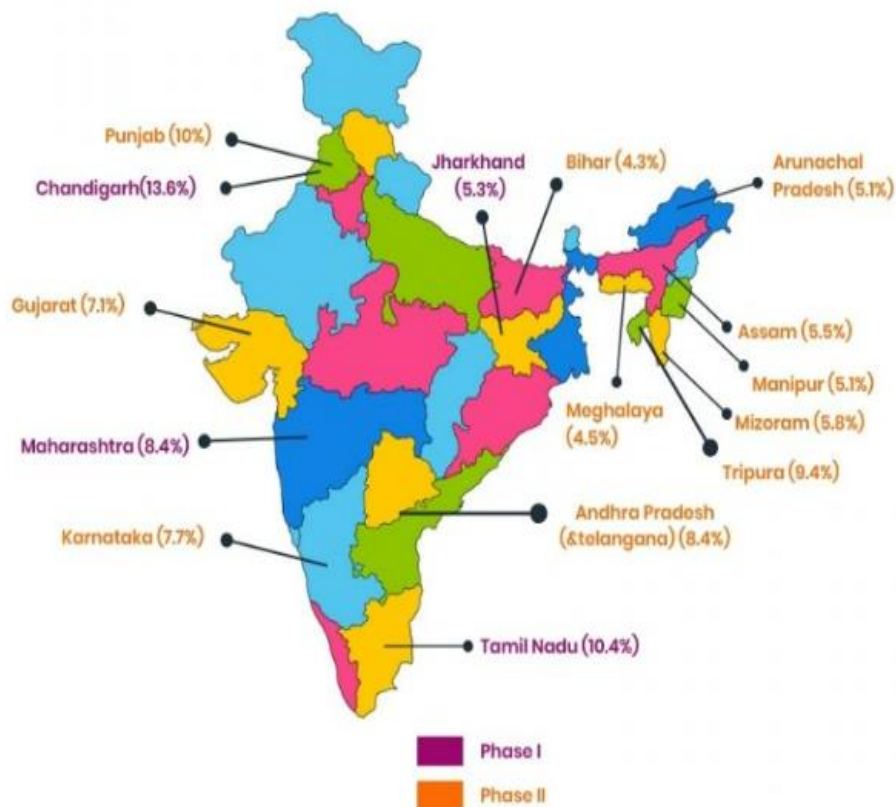 Punjab (10%)
Chandigarh(13.6%)
Jharkhand
(5.3%)
Bihar (4.3%)
Arunachal
Pradesh (5.1%)
Gujarat (7.1%)
Assam (5.5%)
Manipur (5.1%)
Meghalaya
(4.5%)
Mizoram (5.8%)
Tripura (9.4%)
Maharashtra (8.4%)
Karnataka (7.7%)
Andhra Pradesh
(&telangana) (8.4%)
Tamil Nadu (10.4%)
Phase I
Phase II